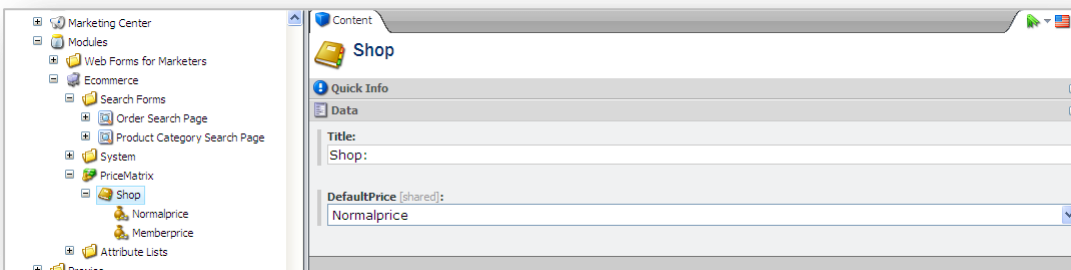 Marketing Center
Modules
Web Forms for Marketers
Ecommerce
Search Forms
Order Search Page
Product Category Search Page
System
PriceMatrix
Shop
Normalprice
Memberprice
Attribute Lists
Content
Shop
Quick Info
Data
Title:
Shop:
DefaultPrice [shared]:
Normalprice